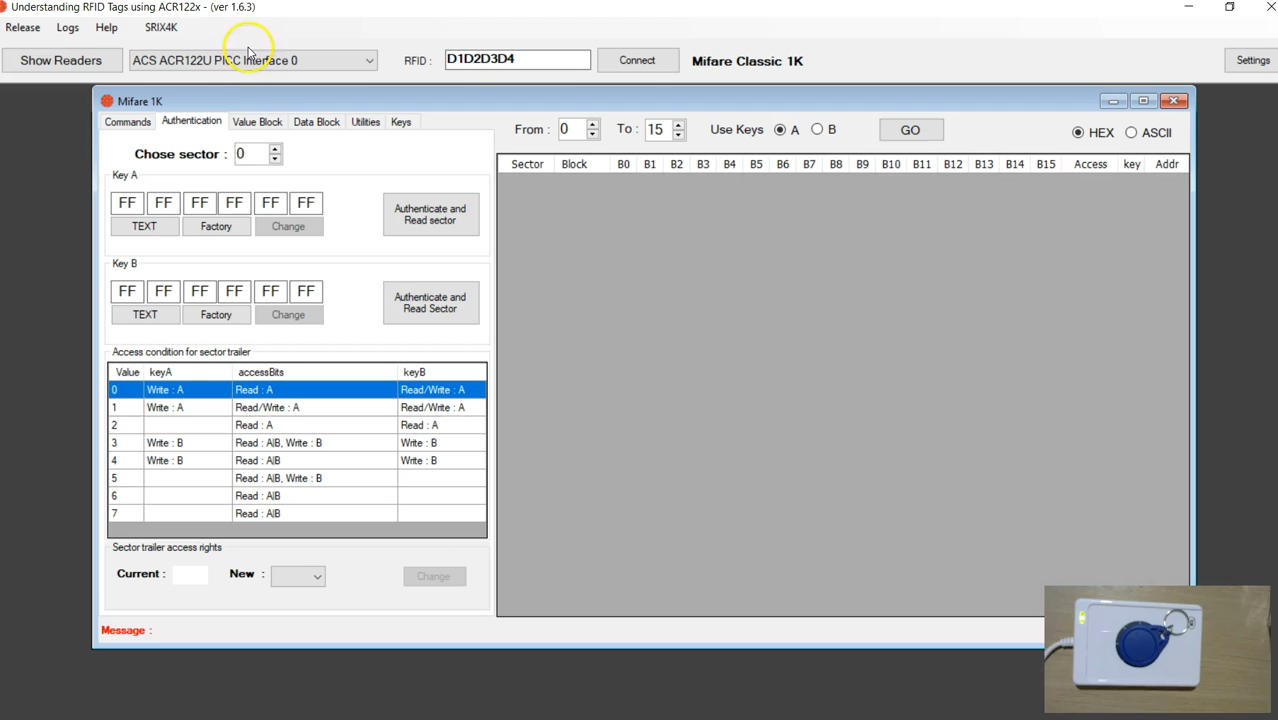 Understanding RFID Tags using ACR122x - (ver 1.6.3)
Release Logs Help SRIX4K
Show Readers ACS ACR122U PICC Interface 0 RFID : D1D2D3D4 Connect Mifare Classic 1K Settings
Mifare 1K
Commands Authentication Value Block Data Block Utilities Keys
From : 0 To : 15 Use Keys A B GO HEX ASCII
Chose sector : 0
Sector Block B0 B1 B2 B3 B4 B5 B6 B7 B8 B9 B10 B11 B12 B13 B14 B15 Access key Addr
Key A
FF FF FF FF FF FF
TEXT Factory Change
Authenticate and
Read sector
Key B
FF FF FF FF FF FF
TEXT Factory Change
Authenticate and
Read Sector
Access condition for sector trailer
Value keyA accessBits keyB
0 Write : A Read : A Read/Write : A
1 Write : A Read/Write : A Read/Write : A
2 Read : A Read : A
3 Write : B Read : A|B, Write : B Write : B
4 Write : B Read : A|B Write : B
5 Read : A|B, Write : B
6 Read : A|B
7 Read : A|B
Sector trailer access rights
Current : New : Change
Message :